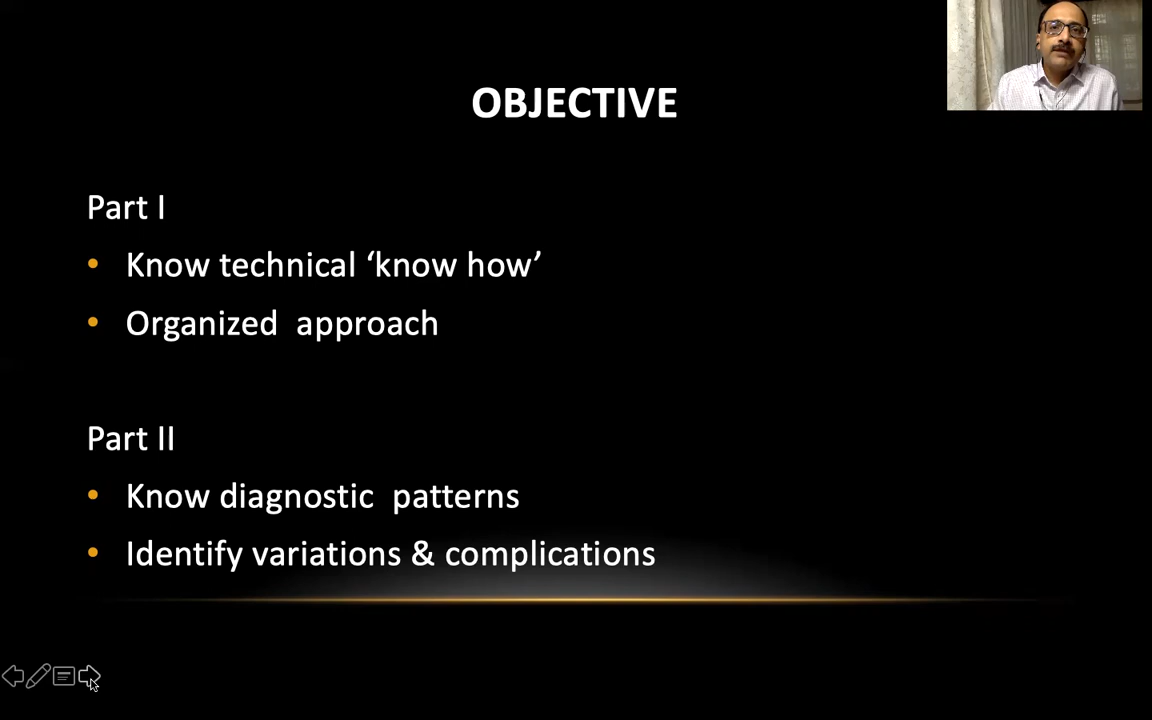 OBJECTIVE
Part I
• Know technical ‘know how’
• Organized  approach
Part II
• Know diagnostic  patterns
• Identify variations & complications